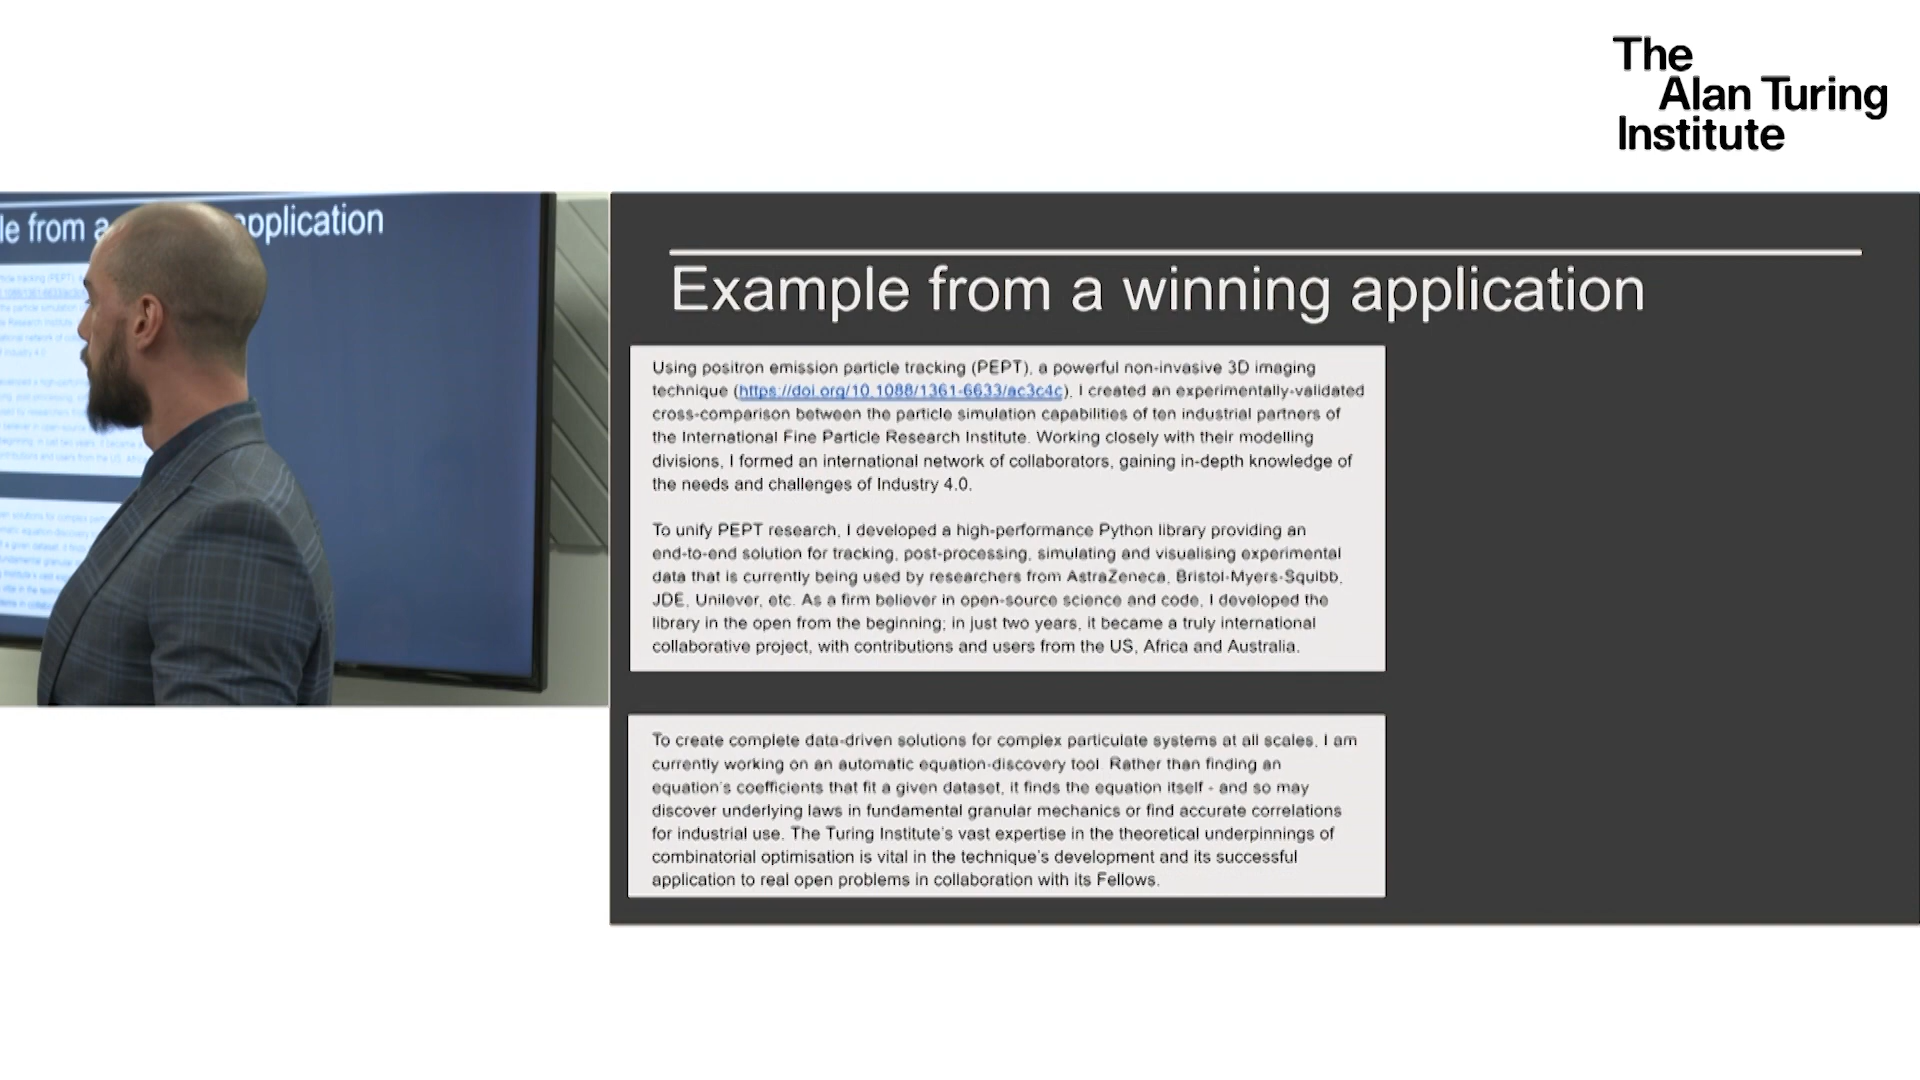 The
Alan Turing
Institute
le from a application
Example from a winning application
Using positron emission particle tracking (PEPT), a powerful non-invasive 3D imaging
technique (https://doi.org/10.1088/1361-6633/ac3c4c), I created an experimentally-validated
cross-comparison between the particle simulation capabilities of ten industrial partners of
the International Fine Particle Research Institute. Working closely with their modelling
divisions, I formed an international network of collaborators, gaining in-depth knowledge of
the needs and challenges of Industry 4.0.
To unify PEPT research, I developed a high-performance Python library providing an
end-to-end solution for tracking, post-processing, simulating and visualising experimental
data that is currently being used by researchers from AstraZeneca, Bristol-Myers-Squibb,
JDE, Unilever, etc. As a firm believer in open-source science and code, I developed the
library in the open from the beginning; in just two years, it became a truly international
collaborative project, with contributions and users from the US, Africa and Australia.
To create complete data-driven solutions for complex particulate systems at all scales, I am
currently working on an automatic equation-discovery tool. Rather than finding an
equation's coefficients that fit a given dataset, it finds the equation itself - and so may
discover underlying laws in fundamental granular mechanics or find accurate correlations
for industrial use. The Turing Institute's vast expertise in the theoretical underpinnings of
combinatorial optimisation is vital in the technique's development and its successful
application to real open problems in collaboration with its Fellows.